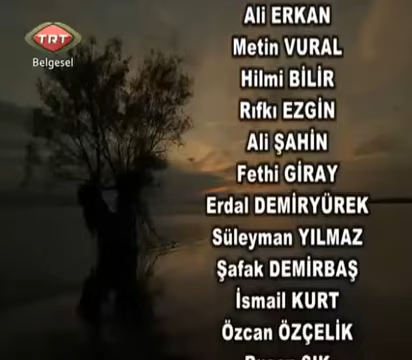 TRT
Belgesel
Ali ERKAN
Metin VURAL
Hilmi BİLİR
Rıfkı EZGİN
Ali ŞAHİN
Fethi GİRAY
Erdal DEMİRYÜREK
Süleyman YILMAZ
Şafak DEMİRBAŞ
İsmail KURT
Özcan ÖZÇELİK